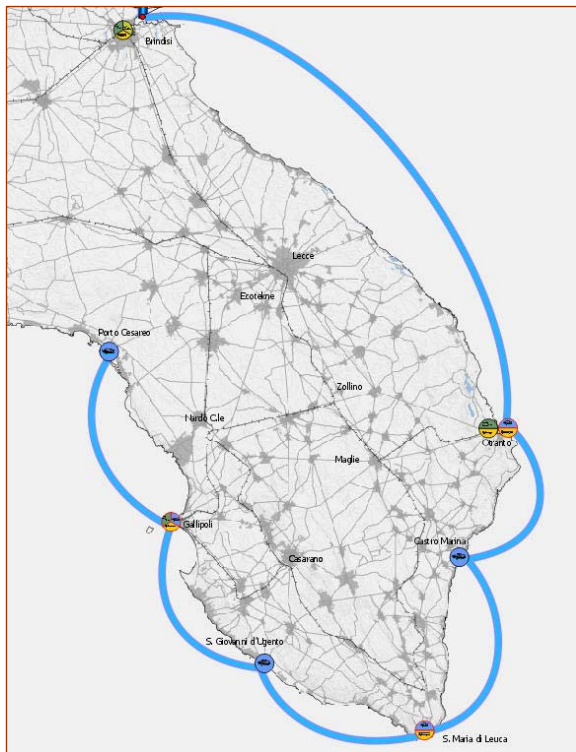 Brindisi
Lecce
Ecotekne
Porto Cesareo
Zollino
Nardò C.le
Otranto
Maglie
Gallipoli
Castro Marina
Casarano
S. Giovanni d'Ugento
S. Maria di Leuca